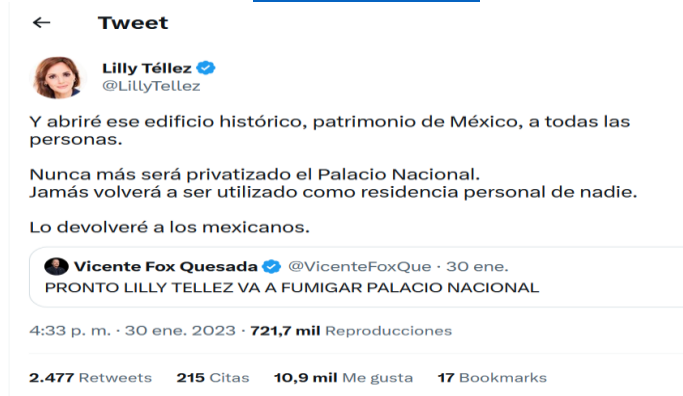 Tweet
Lilly Téllez
@LillyTellez
Y abriré ese edificio histórico, patrimonio de México, a todas las
personas.
Nunca más será privatizado el Palacio Nacional.
Jamás volverá a ser utilizado como residencia personal de nadie.
Lo devolveré a los mexicanos.
Vicente Fox Quesada @VicenteFoxQue · 30 ene.
PRONTO LILLY TELLEZ VA A FUMIGAR PALACIO NACIONAL
4:33 p. m. · 30 ene. 2023 · 721,7 mil Reproducciones
2.477 Retweets 215 Citas 10,9 mil Me gusta 17 Bookmarks